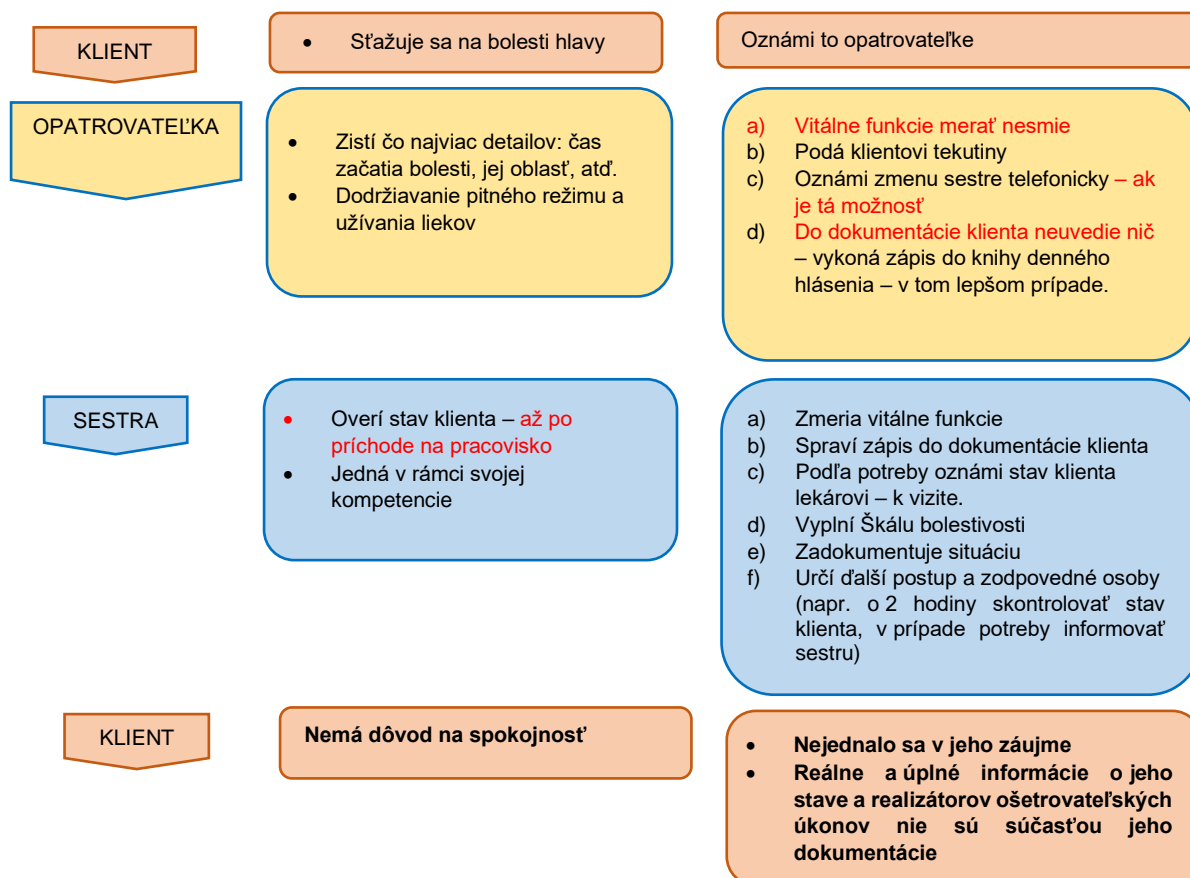 KLIENT
• Sťažuje sa na bolesti hlavy
Oznámi to opatrovateľke
OPATROVATEĽKA
• Zistí čo najviac detailov: čas
začatia bolesti, jej oblasť, atď.
• Dodržiavanie pitného režimu a
užívania liekov
a) Vitálne funkcie merať nesmie
b) Podá klientovi tekutiny
c) Oznámi zmenu sestre telefonicky – ak
je tá možnosť
d) Do dokumentácie klienta neuvedie nič
– vykoná zápis do knihy denného
hlásenia – v tom lepšom prípade.
SESTRA
• Overí stav klienta – až po
príchode na pracovisko
• Jedná v rámci svojej
kompetencie
a) Zmeria vitálne funkcie
b) Spraví zápis do dokumentácie klienta
c) Podľa potreby oznámi stav klienta
lekárovi – k vizite.
d) Vyplní Škálu bolestivosti
e) Zadokumentuje situáciu
f) Určí ďalší postup a zodpovedné osoby
(napr. o 2 hodiny skontrolovať stav
klienta, v prípade potreby informovať
sestru)
KLIENT
Nemá dôvod na spokojnosť
• Nejednalo sa v jeho záujme
• Reálne a úplné informácie o jeho
stave a realizátorov ošetrovateľských
úkonov nie sú súčasťou jeho
dokumentácie